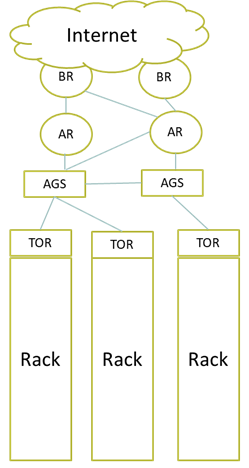 Internet
BR BR
AR AR
AGS AGS
TOR TOR TOR
Rack Rack Rack